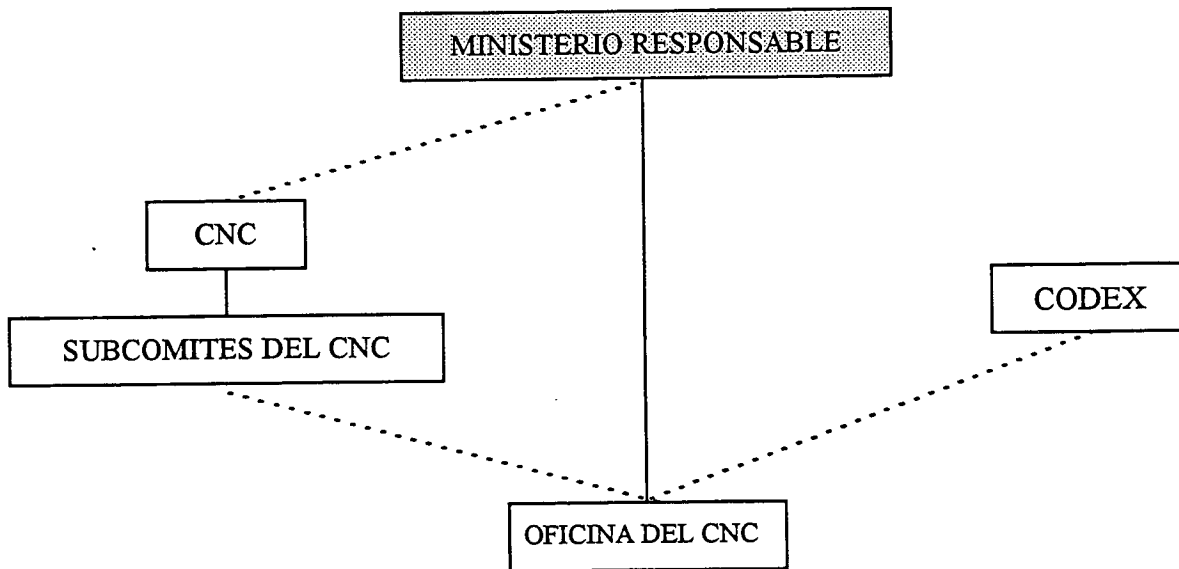 MINISTERIO RESPONSABLE
CNC
CODEX
SUBCOMITES DEL CNC
OFICINA DEL CNC